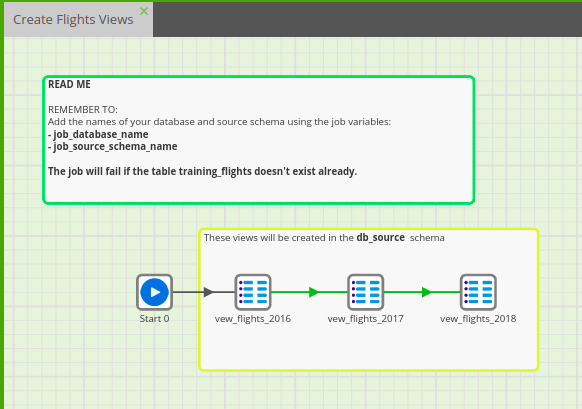 Create Flights Views
READ ME
REMEMBER TO:
Add the names of your database and source schema using the job variables:
- job_database_name
- job_source_schema_name
The job will fail if the table training_flights doesn't exist already.
These views will be created in the db_source schema
Start 0
vew_flights_2016
vew_flights_2017
vew_flights_2018